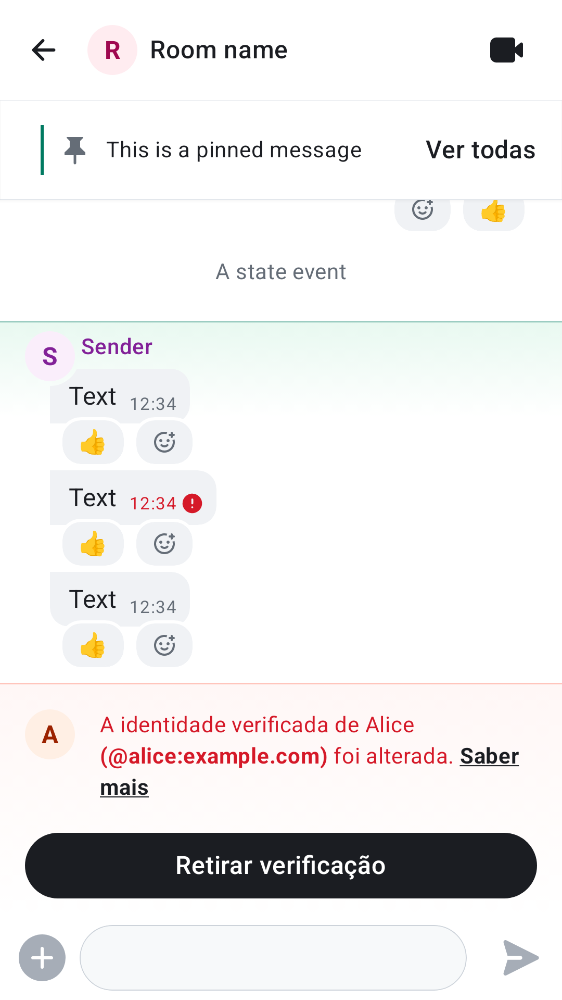 R Room name
This is a pinned message Ver todas
A state event
S Sender
Text 12:34
👍
Text 12:34
👍
Text 12:34
👍
A A identidade verificada de Alice
(@alice:example.com) foi alterada. Saber
mais
Retirar verificação